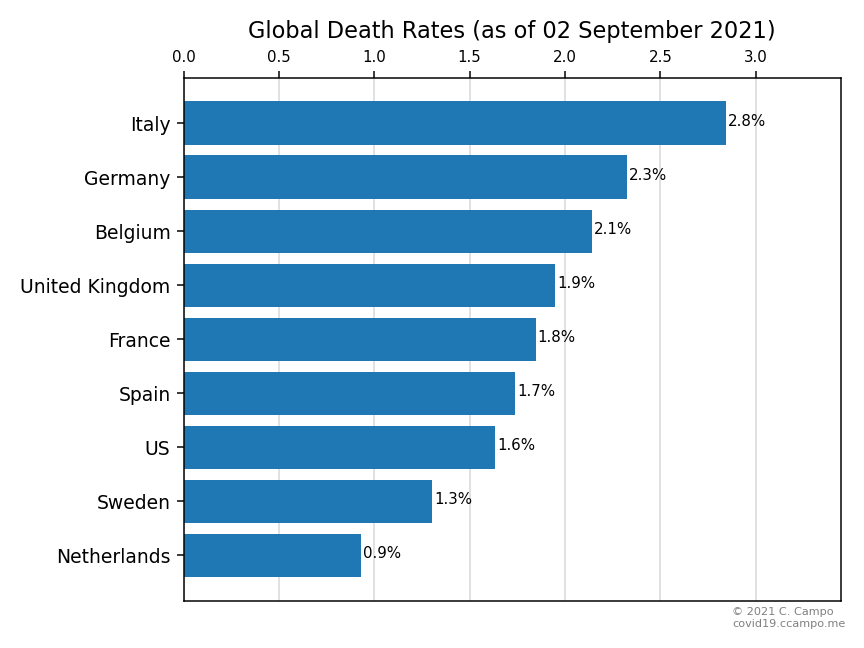 Global Death Rates (as of 02 September 2021)
0.0 0.5 1.0 1.5 2.0 2.5 3.0
Italy 2.8%
Germany 2.3%
Belgium 2.1%
United Kingdom 1.9%
France 1.8%
Spain 1.7%
US 1.6%
Sweden 1.3%
Netherlands 0.9%
© 2021 C. Campo
covid19.ccampo.me